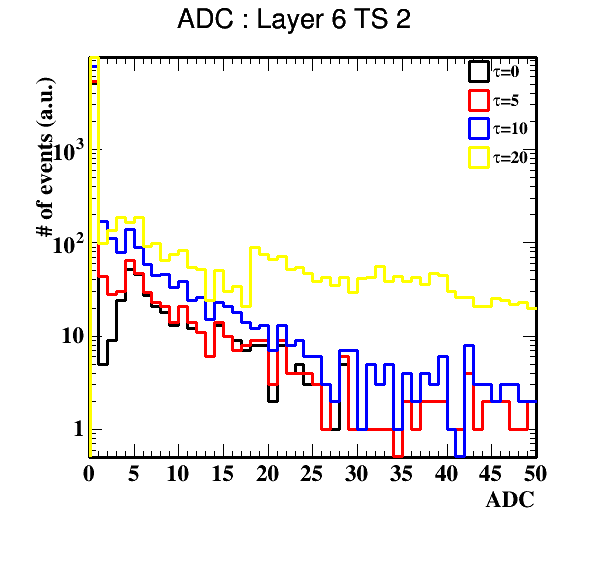 ADC : Layer 6 TS 2
# of events (a.u.)
10³
10²
10
1
τ=0
τ=5
τ=10
τ=20
0 5 10 15 20 25 30 35 40 45 50
ADC